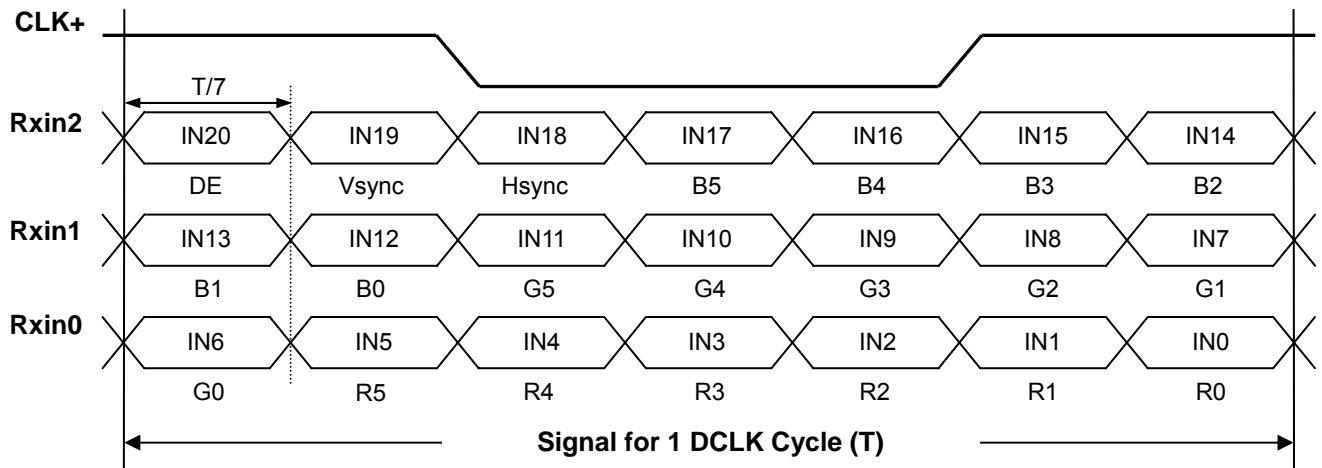 CLK+
T/7
Rxin2 IN20 IN19 IN18 IN17 IN16 IN15 IN14
DE Vsync Hsync B5 B4 B3 B2
Rxin1 IN13 IN12 IN11 IN10 IN9 IN8 IN7
B1 B0 G5 G4 G3 G2 G1
Rxin0 IN6 IN5 IN4 IN3 IN2 IN1 IN0
G0 R5 R4 R3 R2 R1 R0
Signal for 1 DCLK Cycle (T)